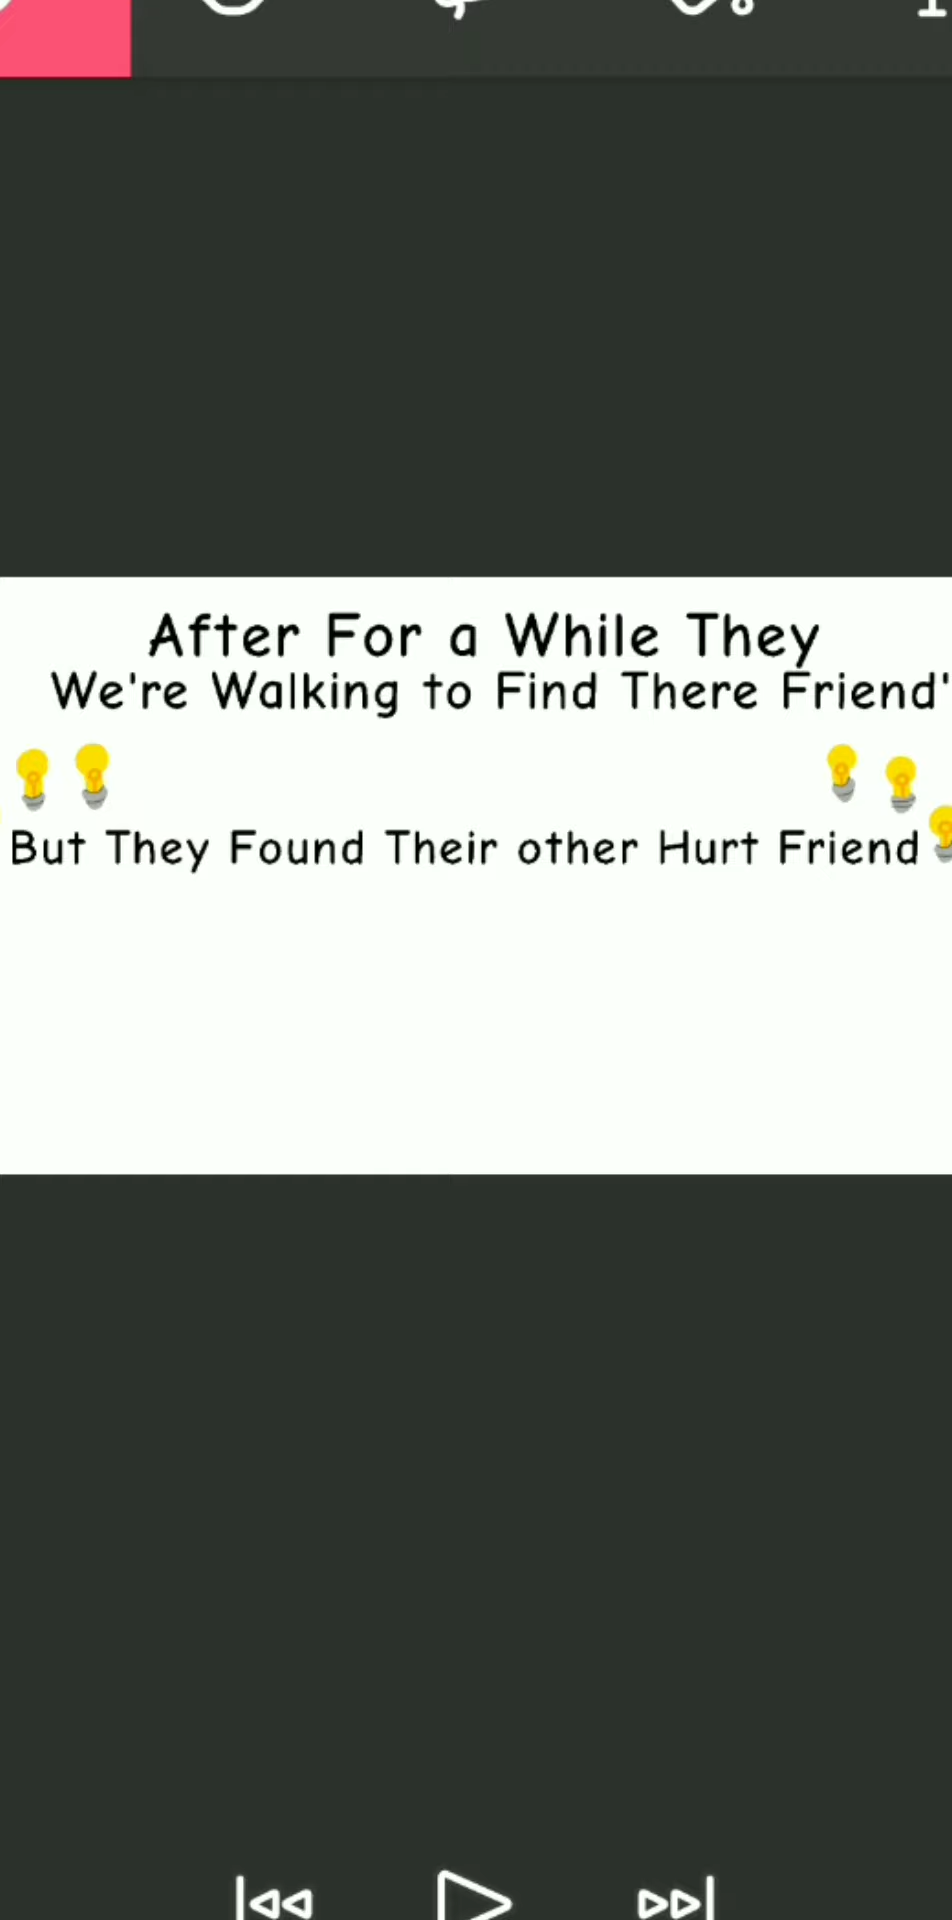 After For a While They
We're Walking to Find There Friend'
But They Found Their other Hurt Friend